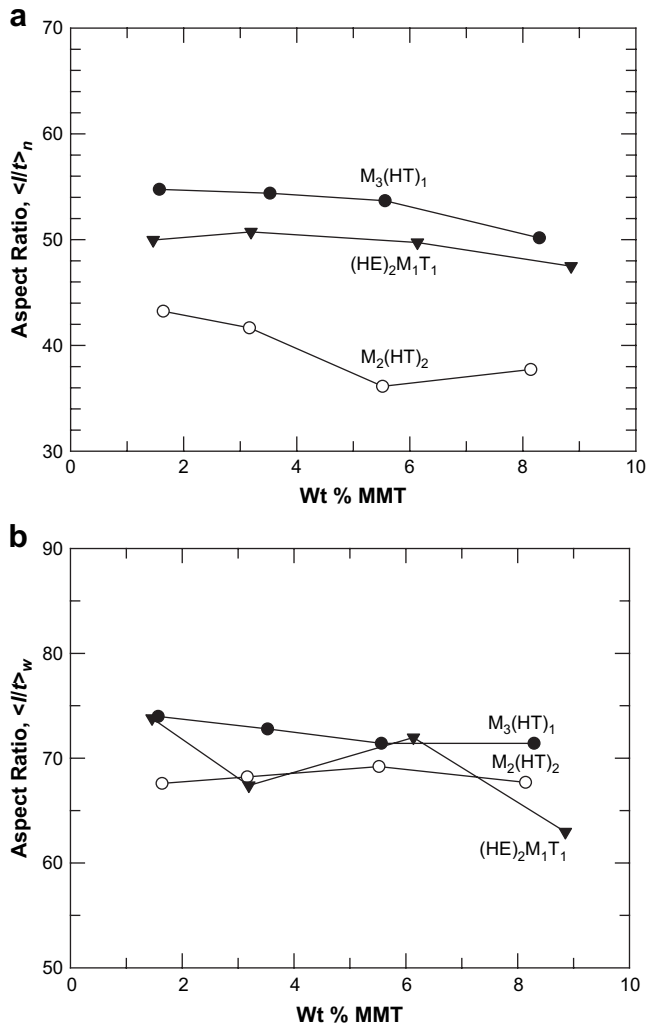 a
70
60
50
40
30
Aspect Ratio, <l/t>n
M3(HT)1
(HE)2M1T1
M2(HT)2
0 2 4 6 8 10
Wt % MMT
b
90
80
70
60
50
Aspect Ratio, <l/t>w
M3(HT)1
M2(HT)2
(HE)2M1T1
0 2 4 6 8 10
Wt % MMT